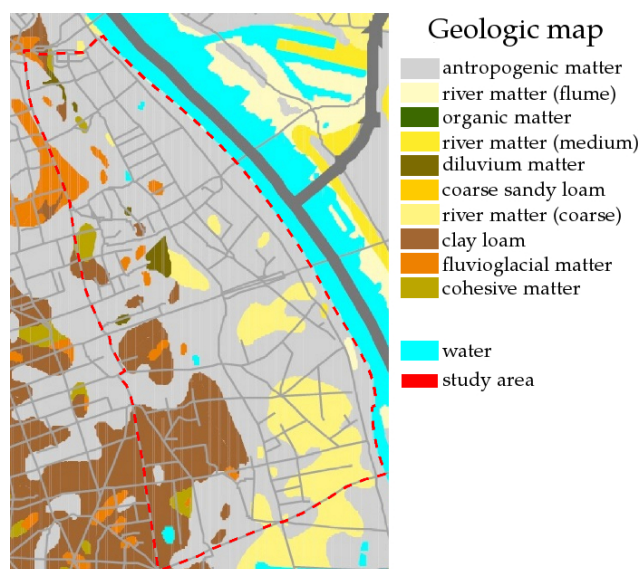 Geologic map
antropogenic matter
river matter (flume)
organic matter
river matter (medium)
diluvium matter
coarse sandy loam
river matter (coarse)
clay loam
fluvioglacial matter
cohesive matter
water
study area